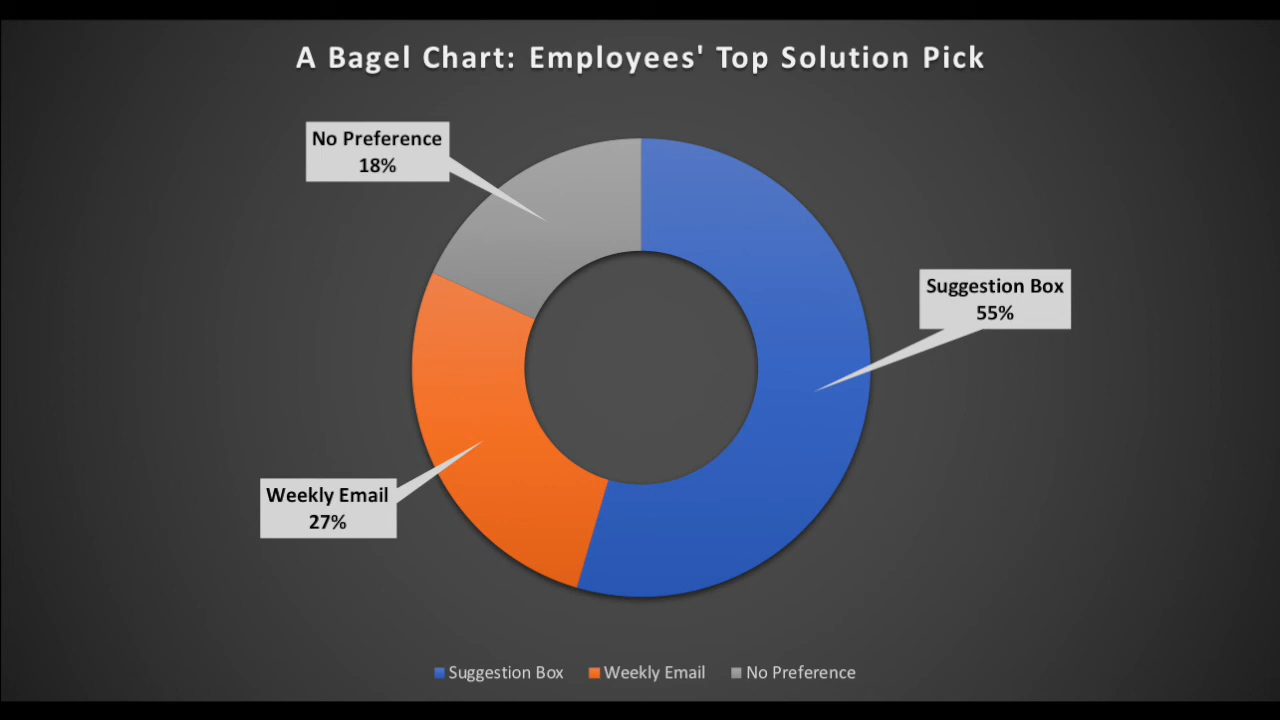 A Bagel Chart: Employees' Top Solution Pick
No Preference
18%
Suggestion Box
55%
Weekly Email
27%
Suggestion Box
Weekly Email
No Preference